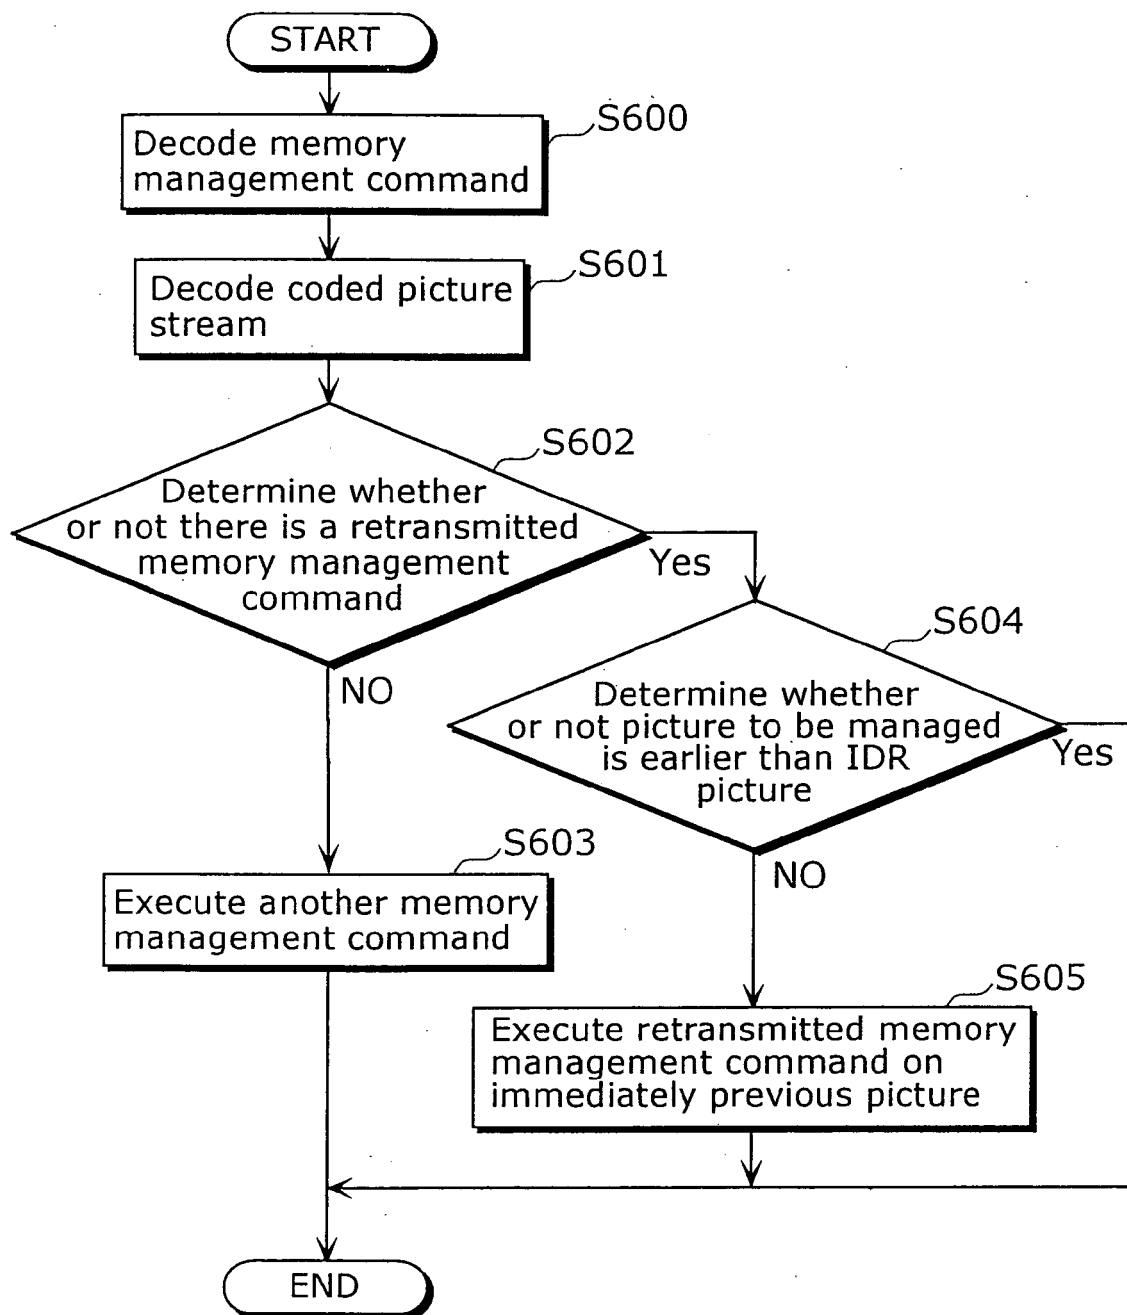 START
S600
Decode memory
management command
S601
Decode coded picture
stream
S602
Determine whether
or not there is a retransmitted
memory management
command
Yes
NO
S604
Determine whether
or not picture to be managed
is earlier than IDR
picture
Yes
NO
S603
Execute another memory
management command
S605
Execute retransmitted memory
management command on
immediately previous picture
END